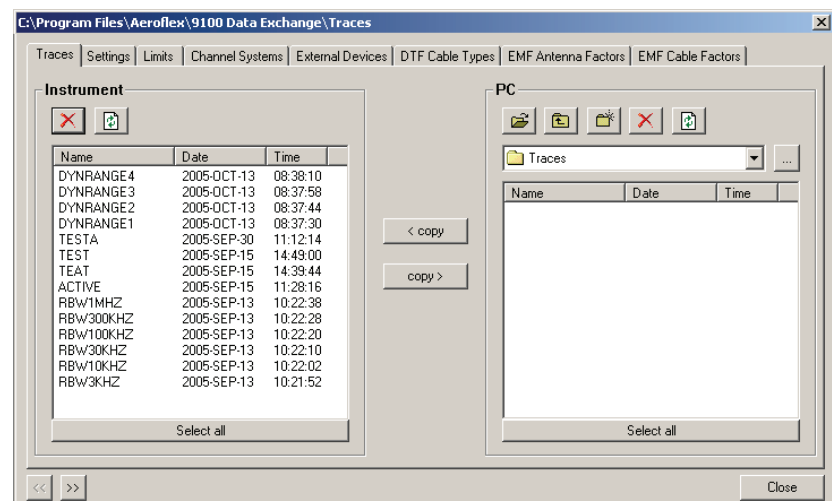 C:\Program Files\Aeroflex\9100 Data Exchange\Traces
Traces Settings Limits Channel Systems External Devices DTF Cable Types EMF Antenna Factors EMF Cable Factors
Instrument
Name Date Time
DYNRANGE4 2005-OCT-13 08:38:10
DYNRANGE3 2005-OCT-13 08:37:58
DYNRANGE2 2005-OCT-13 08:37:44
DYNRANGE1 2005-OCT-13 08:37:30
TESTA 2005-SEP-30 11:12:14
TEST 2005-SEP-15 14:49:00
TEAT 2005-SEP-15 14:39:44
ACTIVE 2005-SEP-15 11:28:16
RBW1MHZ 2005-SEP-13 10:22:38
RBW300KHZ 2005-SEP-13 10:22:28
RBW100KHZ 2005-SEP-13 10:22:20
RBW30KHZ 2005-SEP-13 10:22:10
RBW10KHZ 2005-SEP-13 10:22:02
RBW3KHZ 2005-SEP-13 10:21:52
Select all
< copy
copy >
PC
Traces ...
Name Date Time
Select all
<< >>
Close